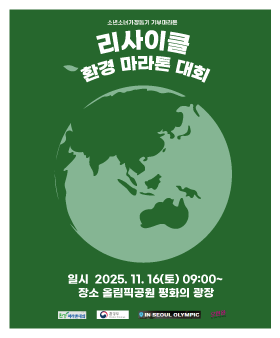 소년소녀가정돕기 기부마라톤
리사이클
환경 마라톤 대회
일시 2025. 11. 16(토) 09:00~
장소 올림픽공원 평화의 광장
IN SEOUL OLYMPIC